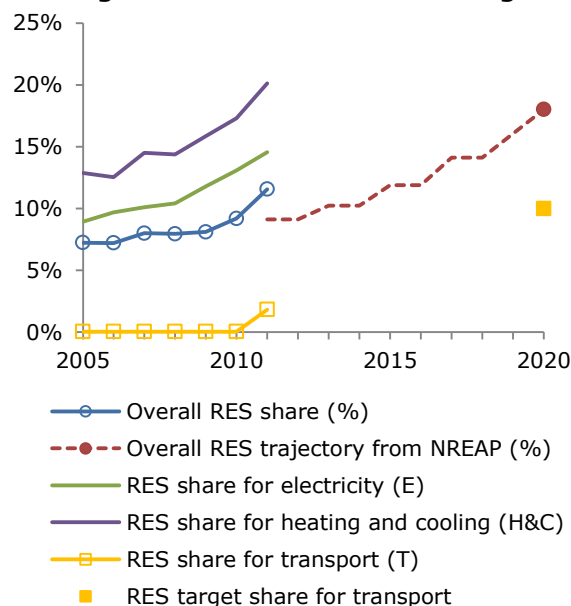 25%
20%
15%
10%
5%
0%
2005 2010 2015 2020
Overall RES share (%)
Overall RES trajectory from NREAP (%)
RES share for electricity (E)
RES share for heating and cooling (H&C)
RES share for transport (T)
RES target share for transport